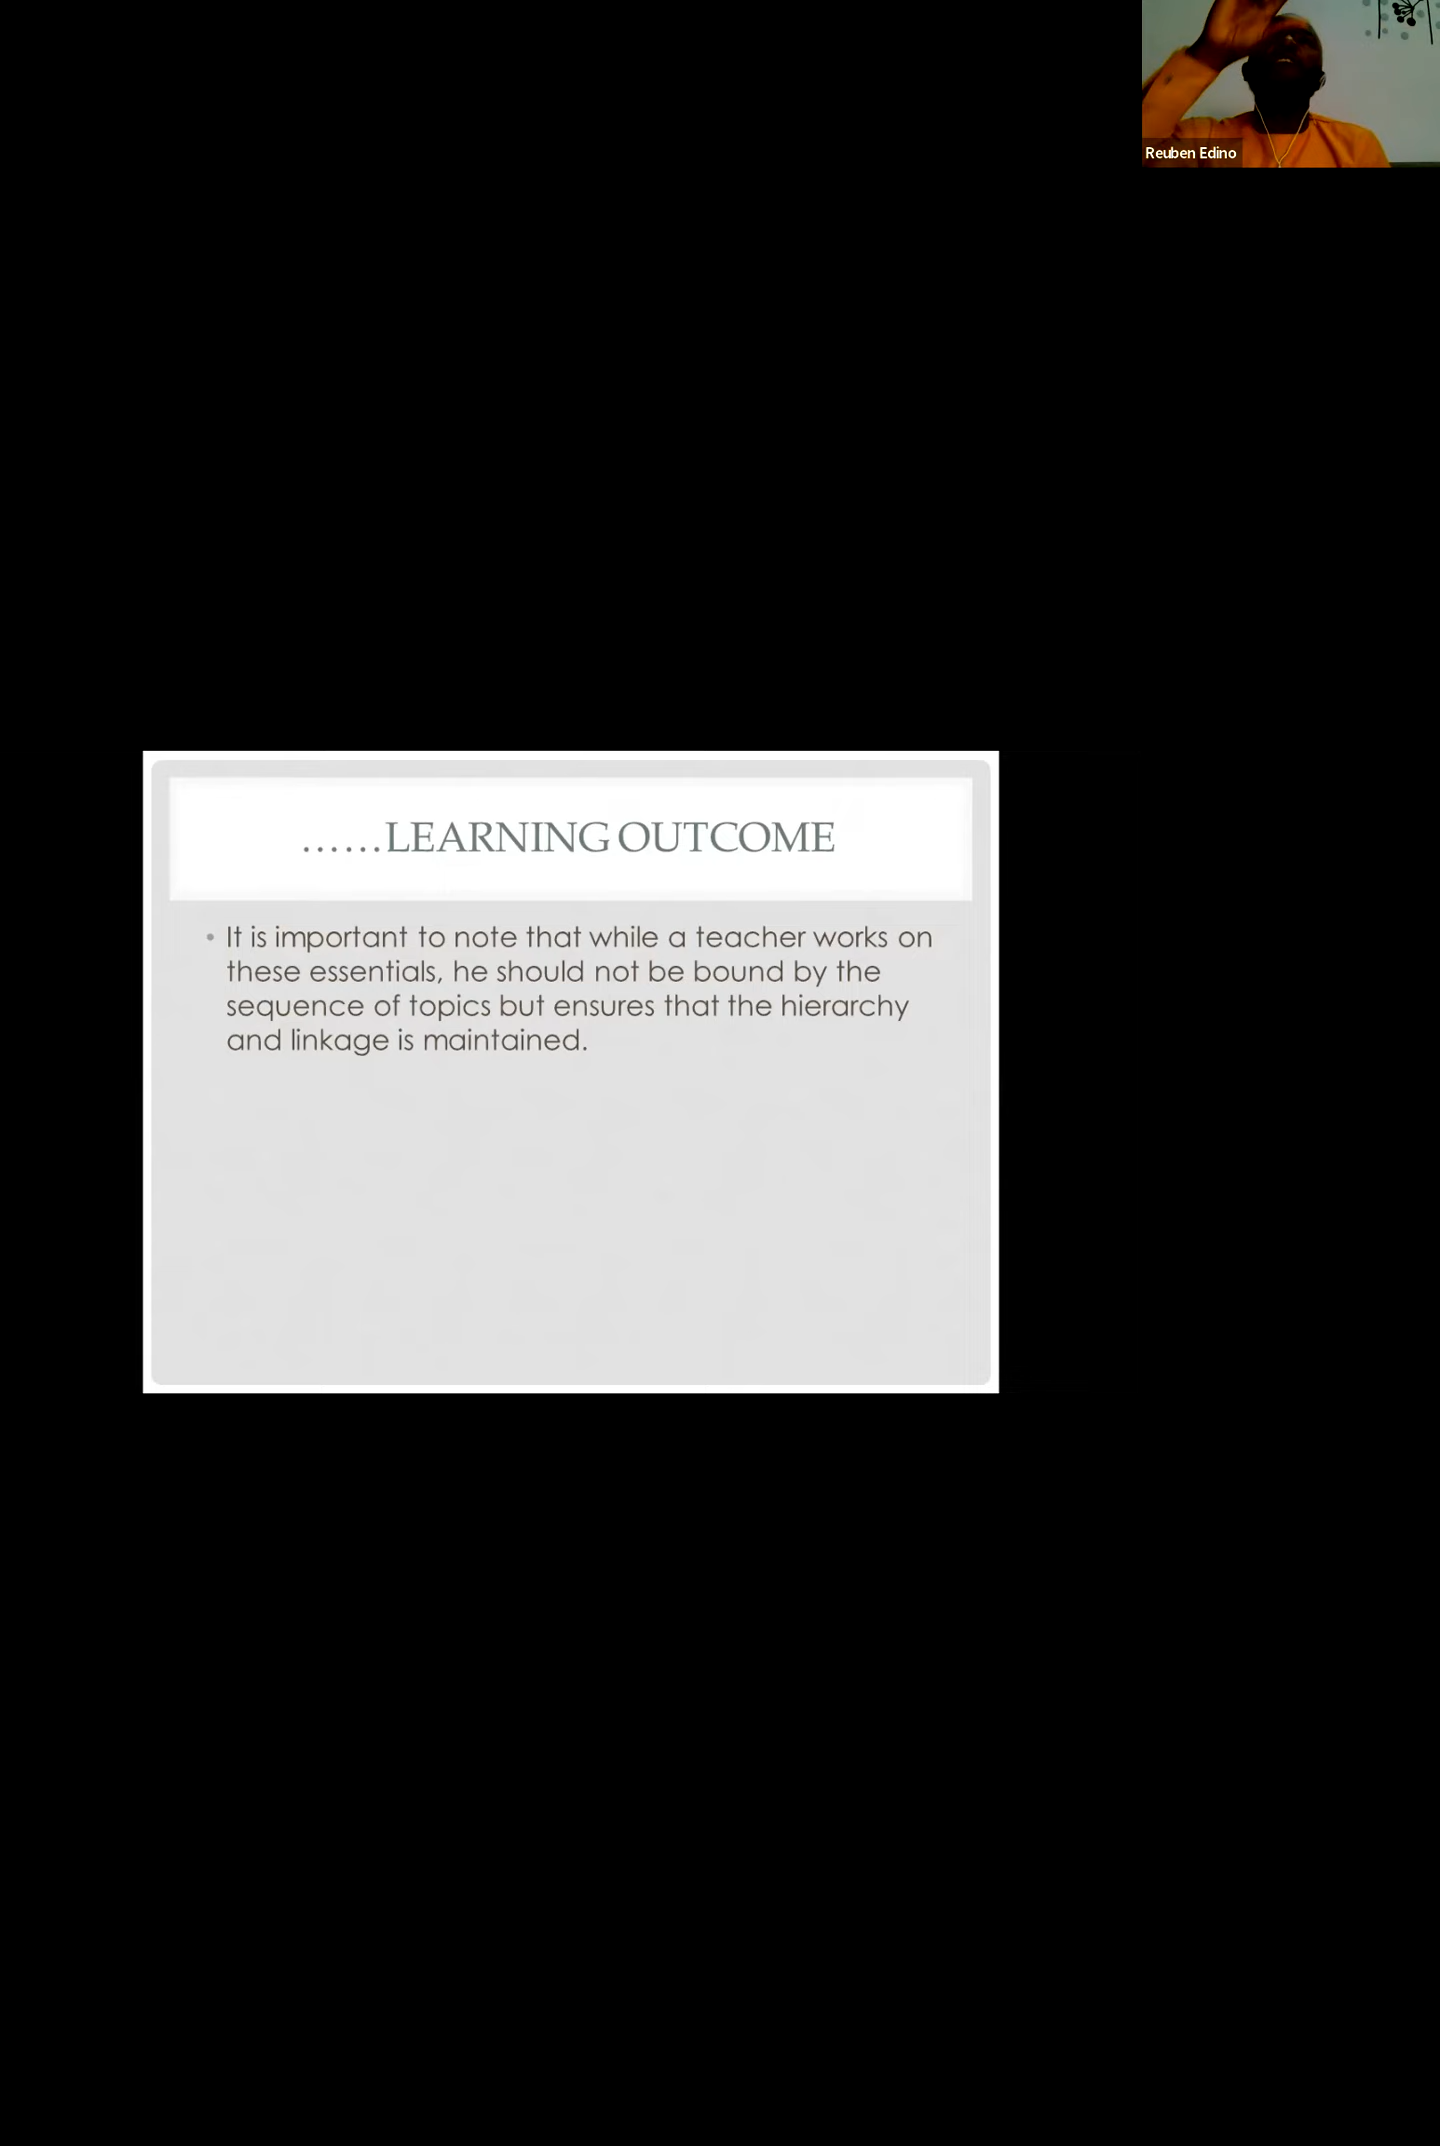 Reuben Edino
......LEARNING OUTCOME
• It is important to note that while a teacher works on
these essentials, he should not be bound by the
sequence of topics but ensures that the hierarchy
and linkage is maintained.